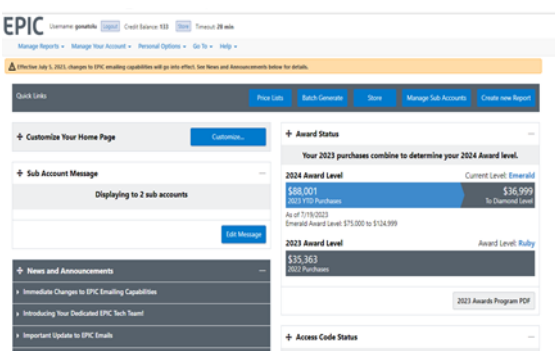 EPIC Username: gonatolu Logout Credit Balance: 933 Store Timeout: 28 min
Manage Reports Manage Your Account Personal Options Go To Help
Effective July 5, 2023, changes to EPIC emailing capabilities will go into effect. See News and Announcements below for details.
Quick Links
Price Lists Batch Generate Store Manage Sub Accounts Create new Report
Customize Your Home Page
Customize...
Sub Account Message
Displaying to 2 sub accounts
Edit Message
News and Announcements
Immediate Changes to EPIC Emailing Capabilities
Introducing Your Dedicated EPIC Tech Team!
Important Update to EPIC Emails
Award Status
Your 2023 purchases combine to determine your 2024 Award level.
2024 Award Level Current Level: Emerald
$88,001 $36,999
2023 YTD Purchases To Diamond Level
As of 7/19/2023
Emerald Award Level: $75,000 to $124,999
2023 Award Level Award Level: Ruby
$35,363
2022 Purchases
2023 Awards Program PDF
Access Code Status